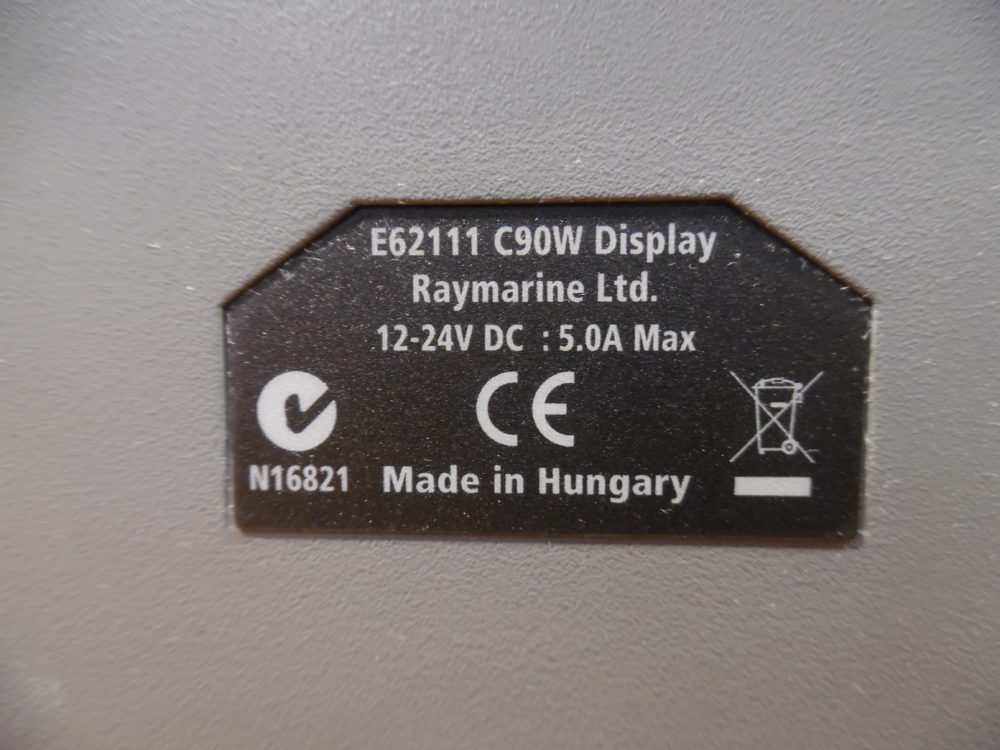 E62111 C90W Display
Raymarine Ltd.
12-24V DC : 5.0A Max
CE
N16821 Made in Hungary